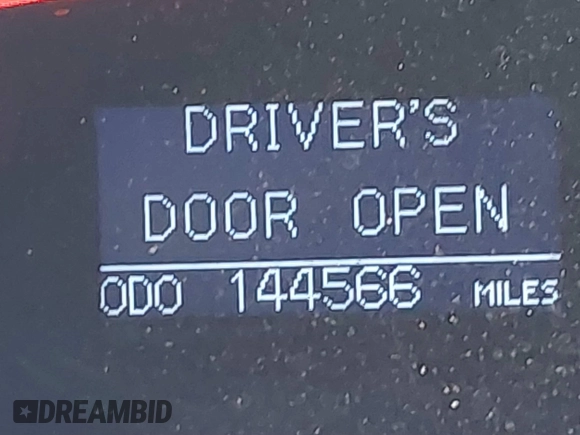 DRIVER'S
DOOR OPEN
ODO 144566 MILES
DREAMBID